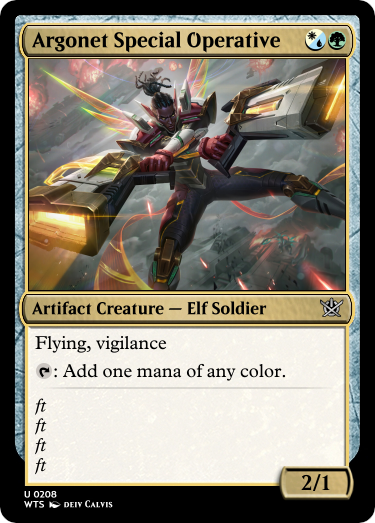 Argonet Special Operative
Artifact Creature — Elf Soldier
Flying, vigilance
: Add one mana of any color.
ft
ft
ft
ft
2/1
U 0208
WTS DEIV CALVIS